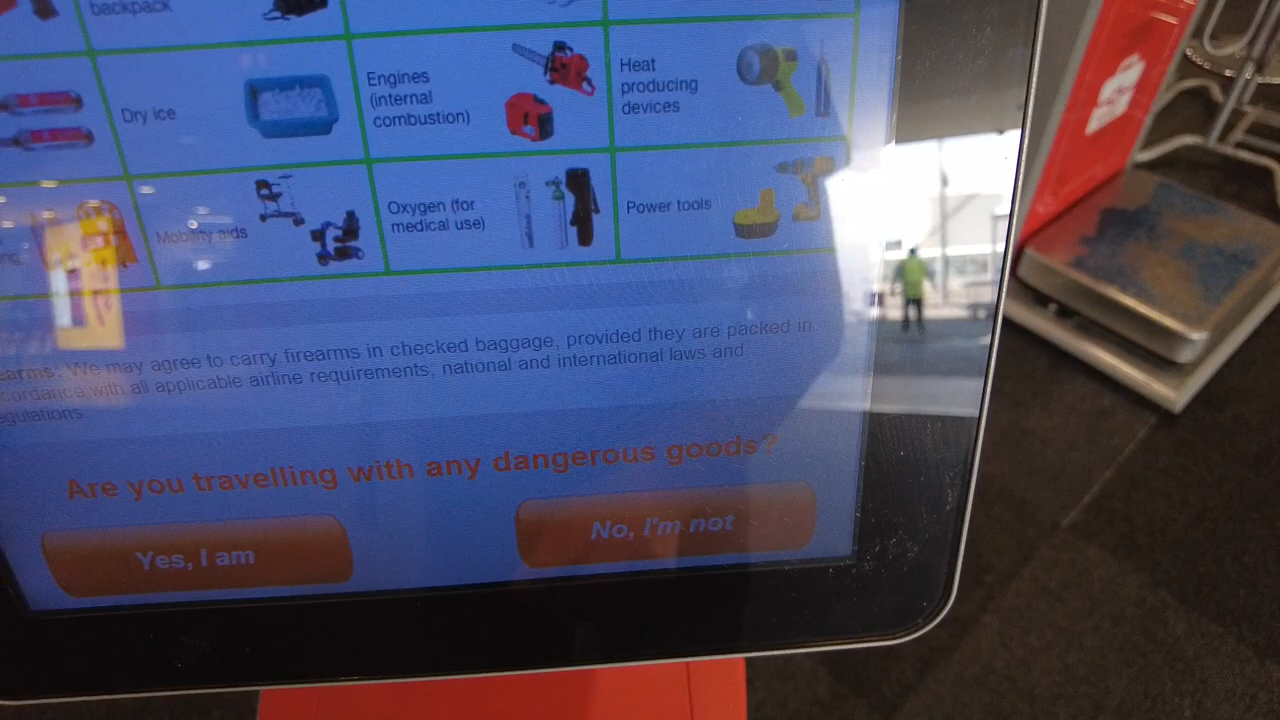 backpack
Dry ice
Engines
(internal
combustion)
Heat
producing
devices
Mobility aids
Oxygen (for
medical use)
Power tools
We may agree to carry firearms in checked baggage, provided they are packed in
with all applicable airline requirements, national and international laws and
Are you travelling with any dangerous goods?
Yes, I am
No, I'm not